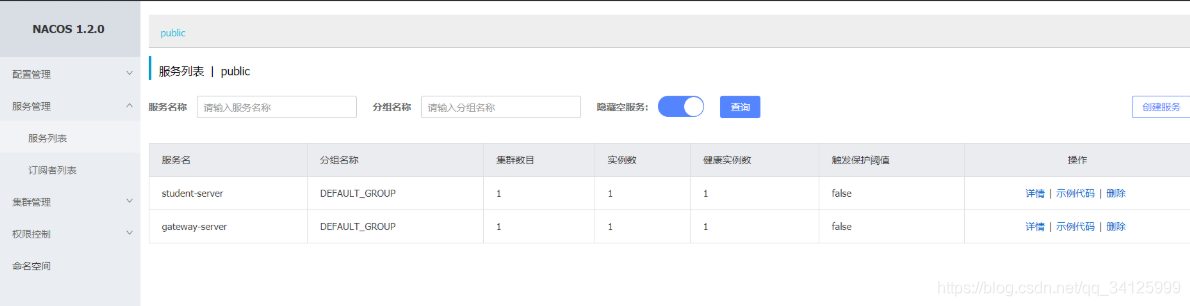 NACOS 1.2.0
配置管理
服务管理
服务列表
订阅者列表
集群管理
权限控制
命名空间
public
服务列表 | public
服务名称 请输入服务名称 分组名称 请输入分组名称 隐藏空服务: 查询 创建服务
服务名 分组名称 集群数目 实例数 健康实例数 触发保护阈值 操作
student-server DEFAULT_GROUP 1 1 1 false 详情 | 示例代码 | 删除
gateway-server DEFAULT_GROUP 1 1 1 false 详情 | 示例代码 | 删除
https://blog.csdn.net/qq_34125999